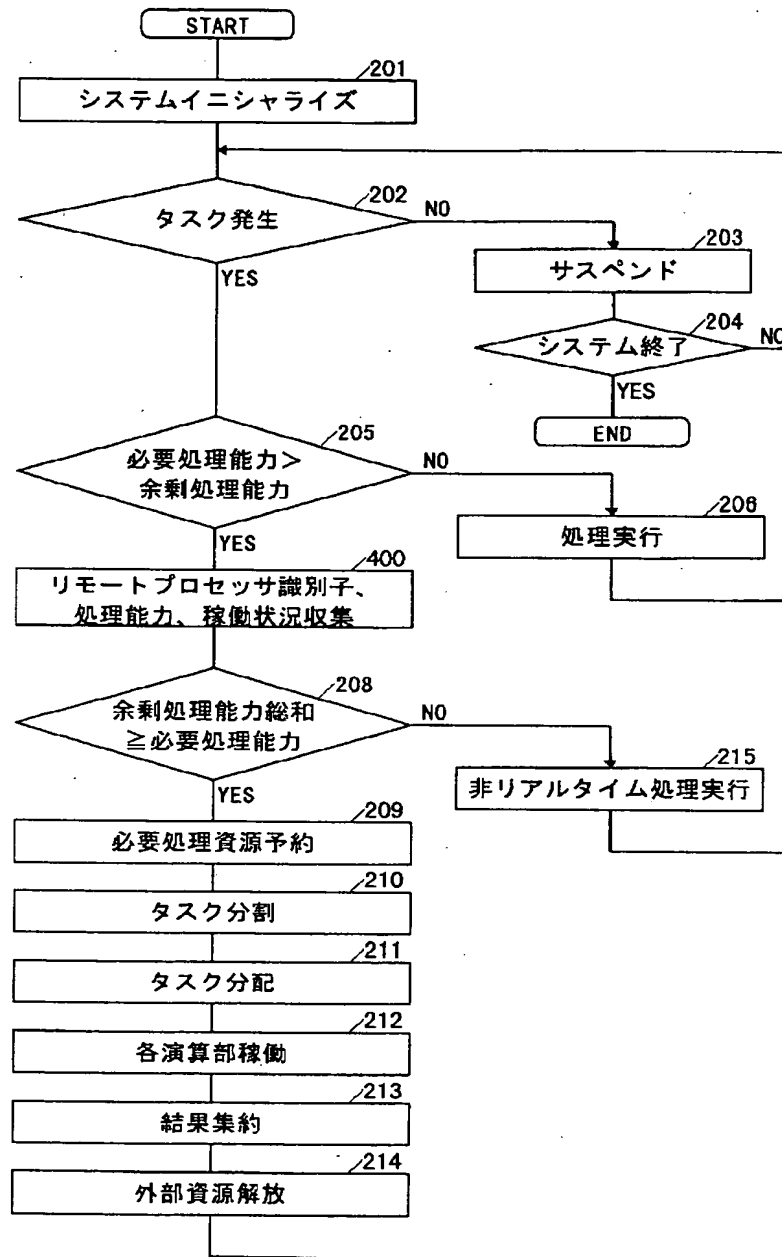 START
201
システムイニシャライズ
202
タスク発生
NO
YES
203
サスペンド
204
システム終了
NO
YES
END
205
必要処理能力>
余剰処理能力
NO
YES
206
処理実行
400
リモートプロセッサ識別子、
処理能力、稼働状況収集
208
余剰処理能力総和
≧必要処理能力
NO
YES
215
非リアルタイム処理実行
209
必要処理資源予約
210
タスク分割
211
タスク分配
212
各演算部稼働
213
結果集約
214
外部資源解放